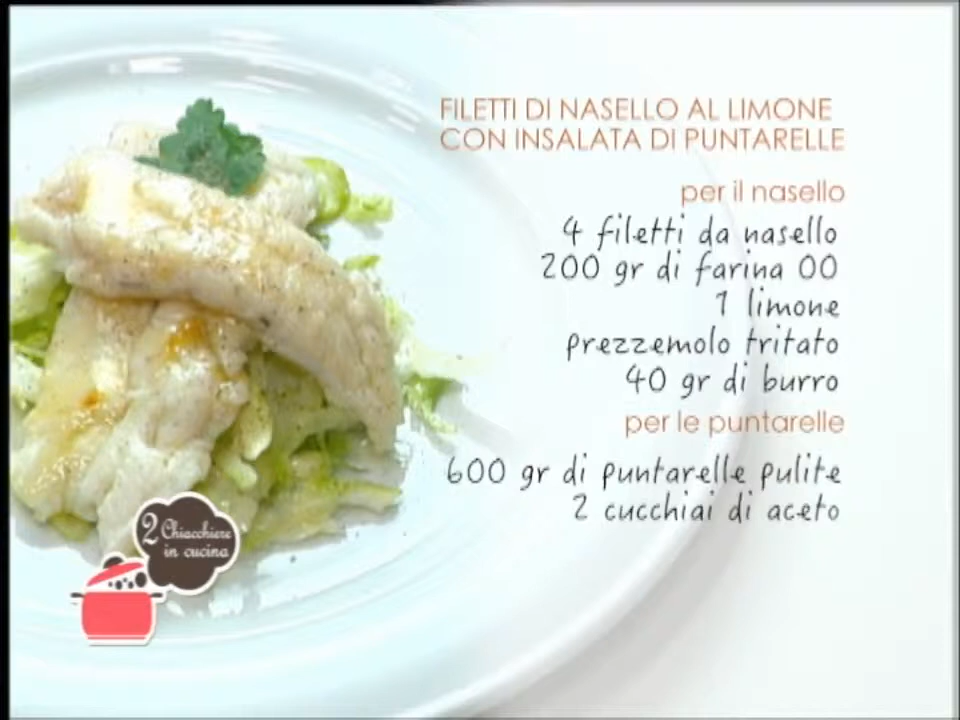 FILETTI DI NASELLO AL LIMONE
CON INSALATA DI PUNTARELLE
per il nasello
4 filetti da nasello
200 gr di farina 00
1 limone
prezzemolo tritato
40 gr di burro
per le puntarelle
600 gr di puntarelle pulite
2 cucchiai di aceto
2 Chiacchiere
in cucina